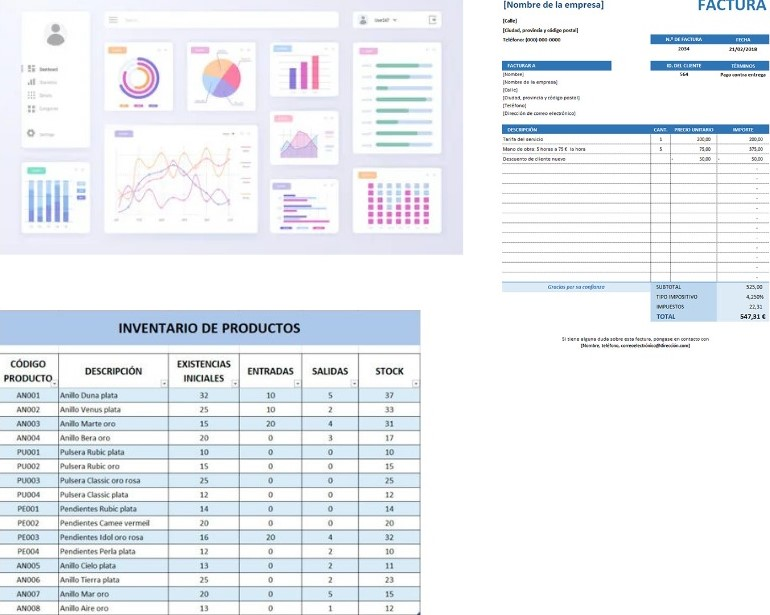 Dashboard
[Nombre de la empresa]
FACTURA
[Calle]
[Ciudad, provincia y código postal]
Teléfono: (000) 000-0000
N.º DE FACTURA FECHA
2034 21/02/2018
FACTURAR A
ID. DEL CLIENTE TÉRMINOS
[Nombre]
564 Pago contra entrega
[Nombre de la empresa]
[Calle]
[Ciudad, provincia y código postal]
[Teléfono]
[Dirección de correo electrónico]
DESCRIPCIÓN CANT. PRECIO UNITARIO IMPORTE
Tarifa del servicio 1 200,00 200,00
Mano de obra: 5 horas a 75 € la hora 5 75,00 375,00
Descuento de cliente nuevo - 50,00 - 50,00
-
-
-
-
-
-
-
-
-
-
Gracias por su confianza SUBTOTAL 525,00
TIPO IMPOSITIVO 4,250%
IMPUESTOS 22,31
TOTAL 547,31 €
Si tiene alguna duda sobre esta factura, póngase en contacto con
[Nombre, teléfono, correoelectrónico@dirección.com]
INVENTARIO DE PRODUCTOS
CÓDIGO PRODUCTO DESCRIPCIÓN EXISTENCIAS INICIALES ENTRADAS SALIDAS STOCK
AN001 Anillo Duna plata 32 10 5 37
AN002 Anillo Venus plata 25 10 2 33
AN003 Anillo Marte oro 15 20 4 31
AN004 Anillo Bera oro 20 0 3 17
PU001 Pulsera Rubic plata 10 0 0 10
PU002 Pulsera Rubic oro 15 0 0 15
PU003 Pulsera Classic oro rosa 25 0 0 25
PU004 Pulsera Classic plata 12 0 0 12
PE001 Pendientes Rubic plata 14 0 0 14
PE002 Pendientes Camee vermeil 20 0 0 20
PE003 Pendientes Idol oro rosa 16 20 4 32
PE004 Pendientes Perla plata 12 0 2 10
AN005 Anillo Cielo plata 13 0 2 11
AN006 Anillo Tierra plata 25 0 2 23
AN007 Anillo Mar oro 20 0 5 15
AN008 Anillo Aire oro 13 0 1 12